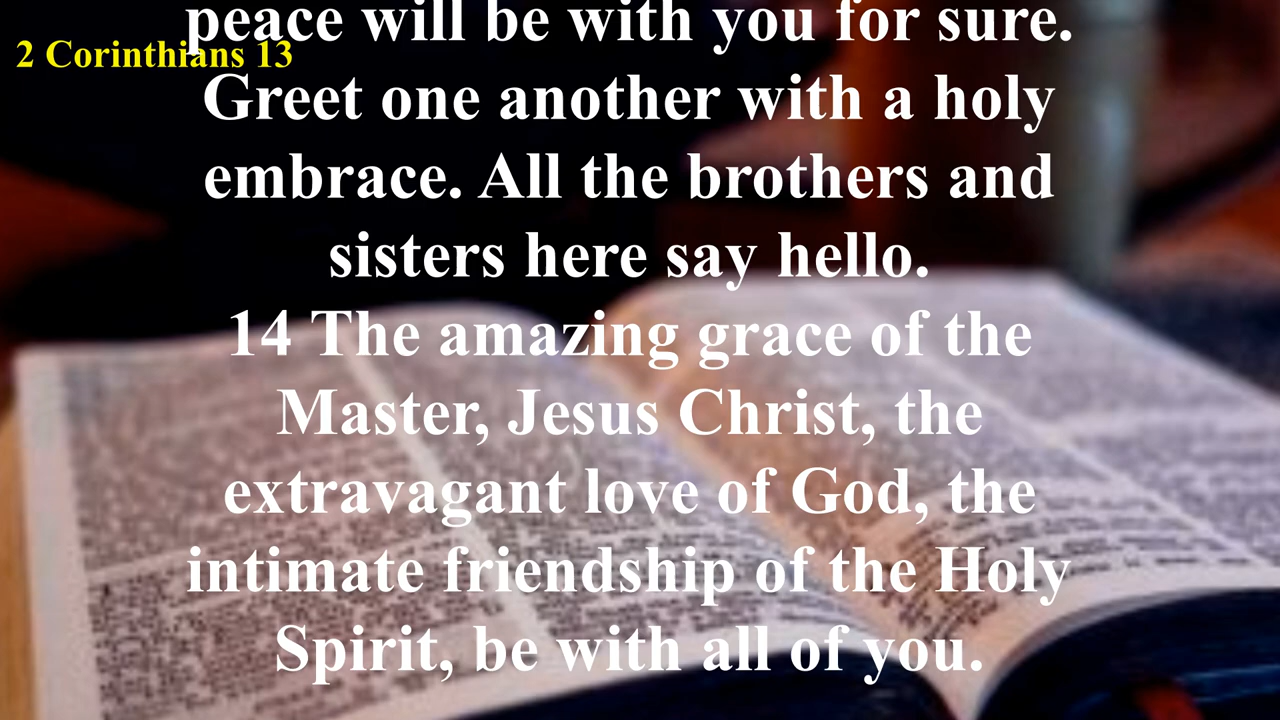 peace will be with you for sure.
2 Corinthians 13
Greet one another with a holy
embrace. All the brothers and
sisters here say hello.
14 The amazing grace of the
Master, Jesus Christ, the
extravagant love of God, the
intimate friendship of the Holy
Spirit, be with all of you.